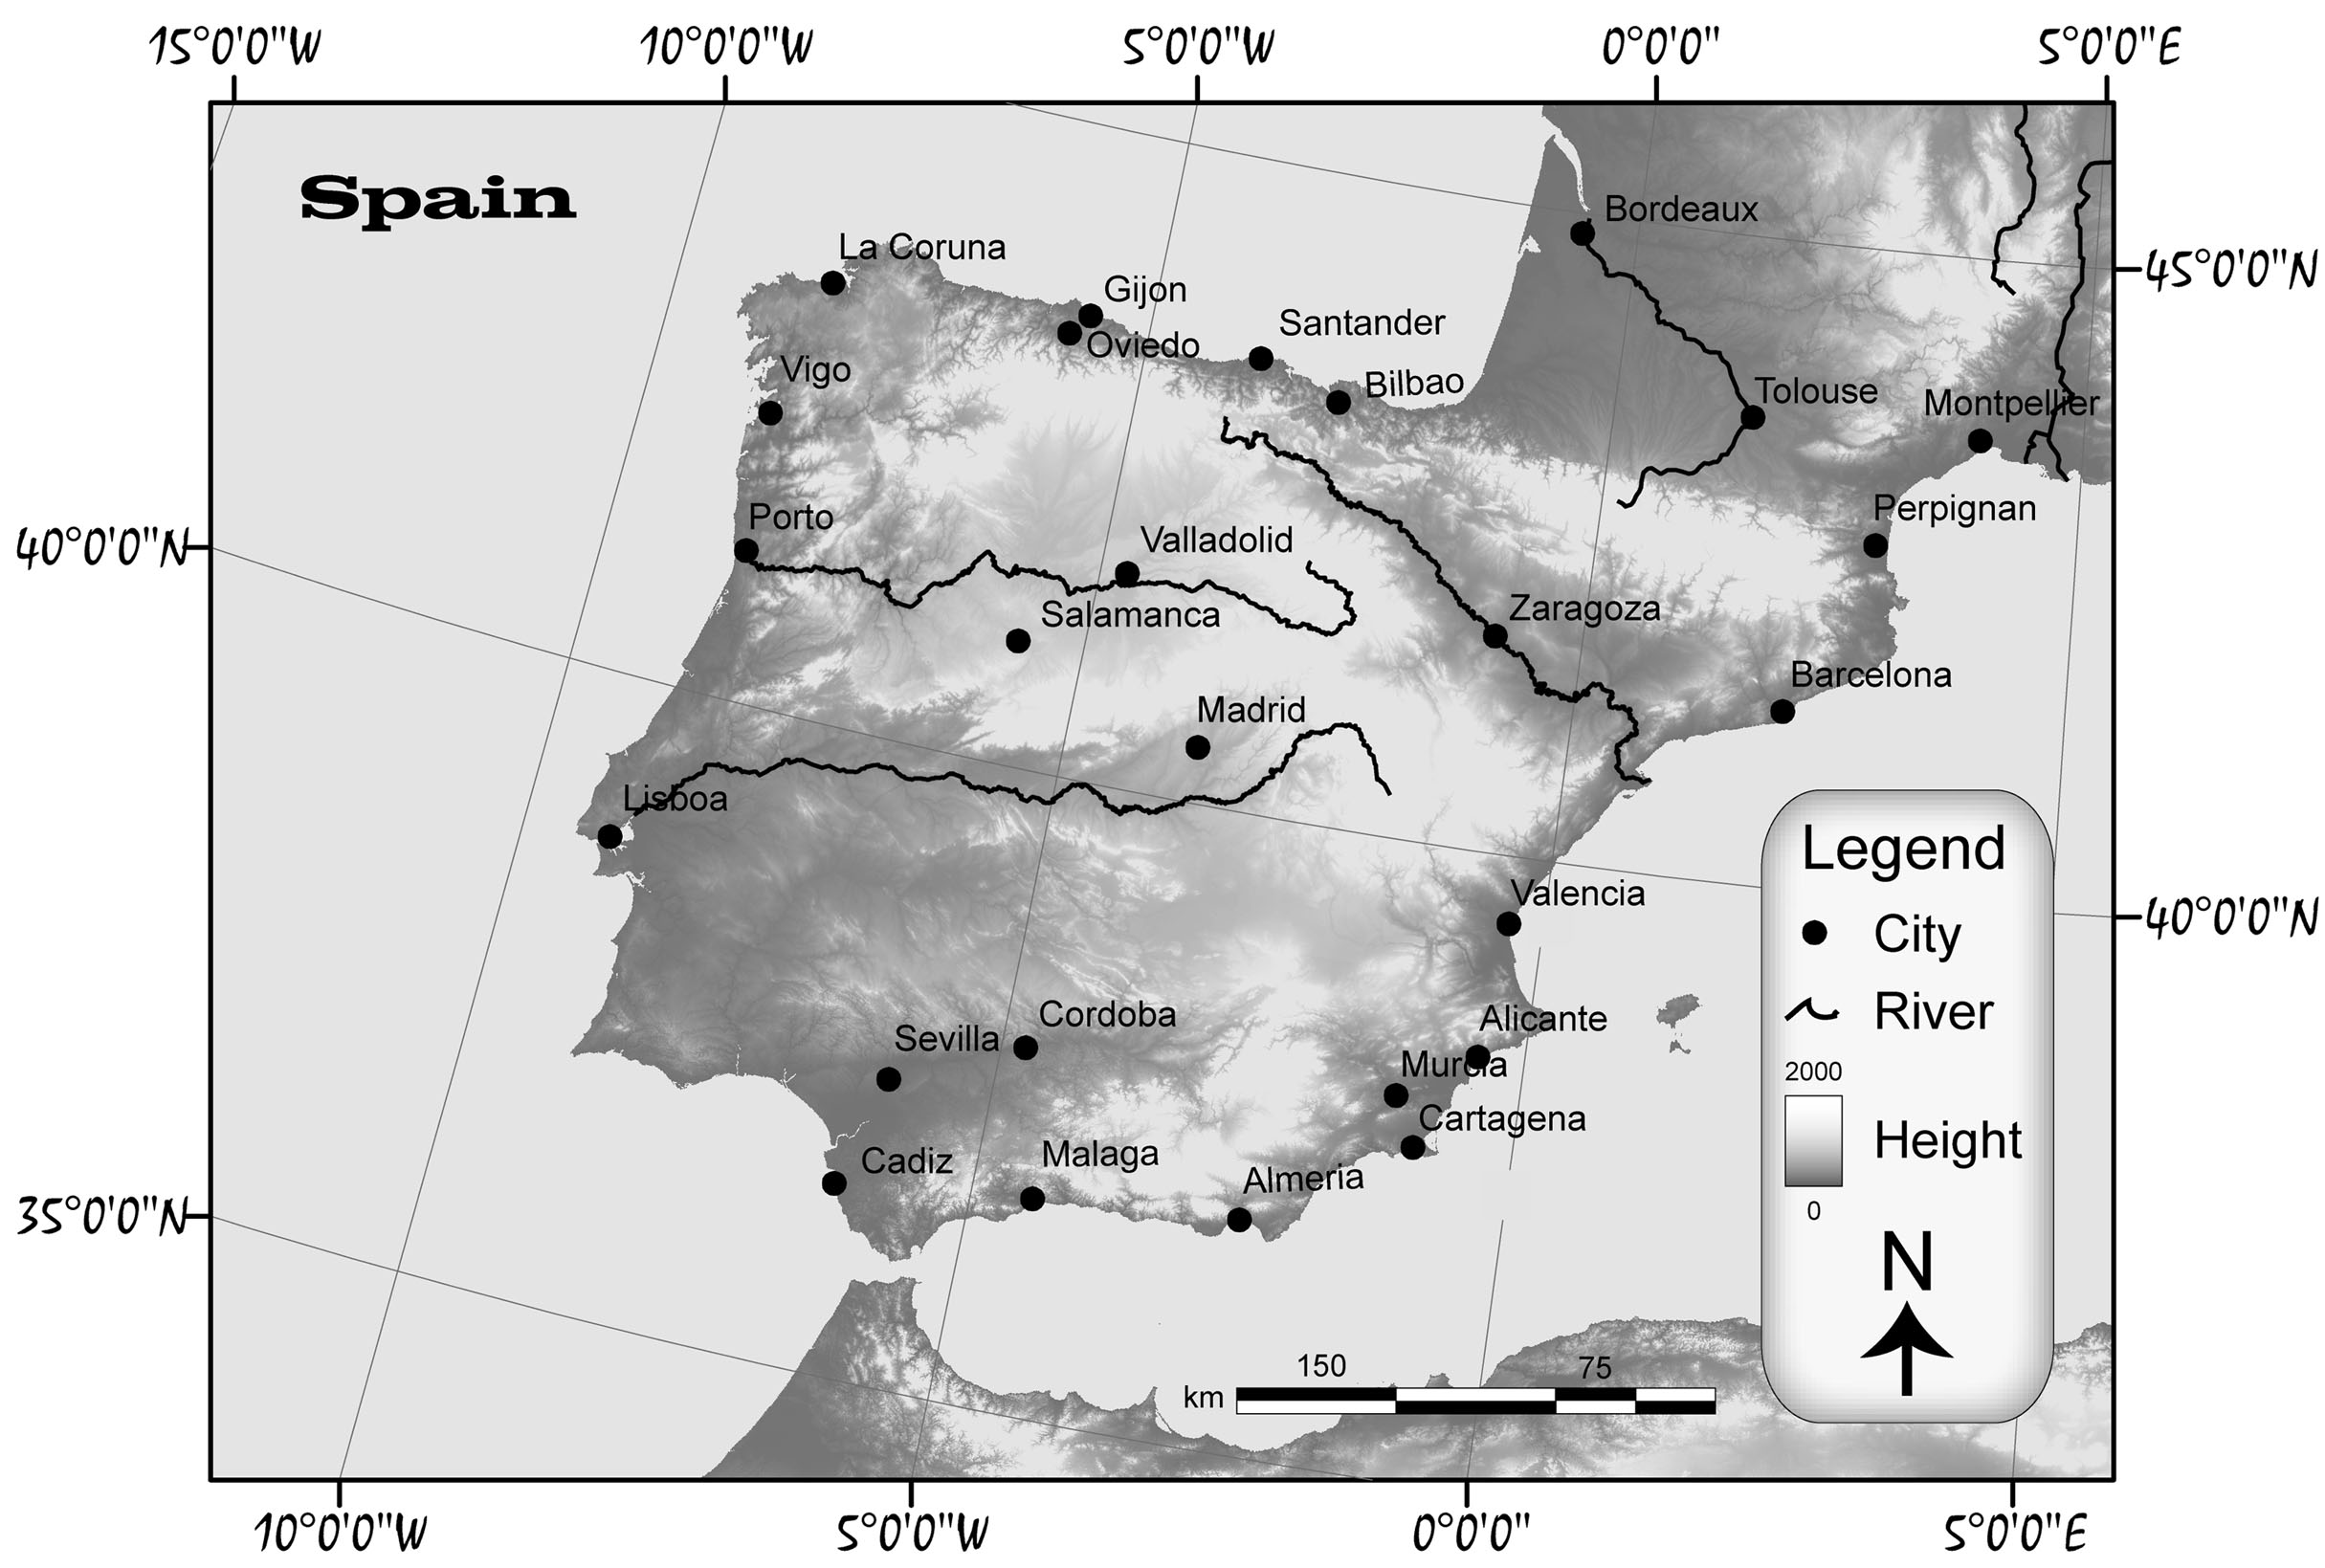 15°0'0"W
10°0'0"W
5°0'0"W
0°0'0"
5°0'0"E
Spain
Bordeaux
La Coruna
45°0'0"N
Gijon
Santander
Oviedo
Vigo
Bilbao
Tolouse
Montpellier
Perpignan
Porto
Valladolid
40°0'0"N
Salamanca
Zaragoza
Barcelona
Madrid
Lisboa
Legend
Valencia
40°0'0"N
City
River
Cordoba
Alicante
Sevilla
Murcia
2000
Cartagena
Height
Malaga
Cadiz
Almeria
0
35°0'0"N
N
150
75
km
10°0'0"W
5°0'0"W
0°0'0"
5°0'0"E